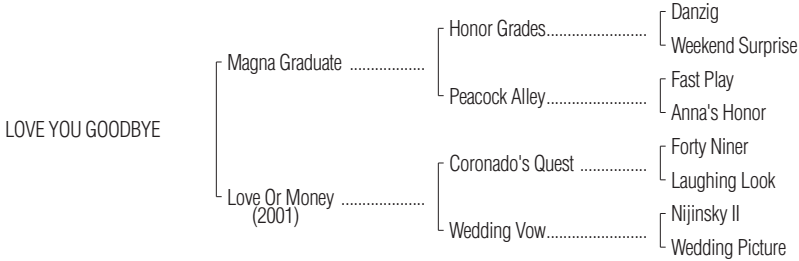 Danzig
Honor Grades........................
Weekend Surprise
Magna Graduate ..................
Fast Play
Peacock Alley........................
Anna's Honor
LOVE YOU GOODBYE
Forty Niner
Coronado's Quest ................
Laughing Look
Love Or Money ....................
(2001)
Nijinsky II
Wedding Vow........................
Wedding Picture